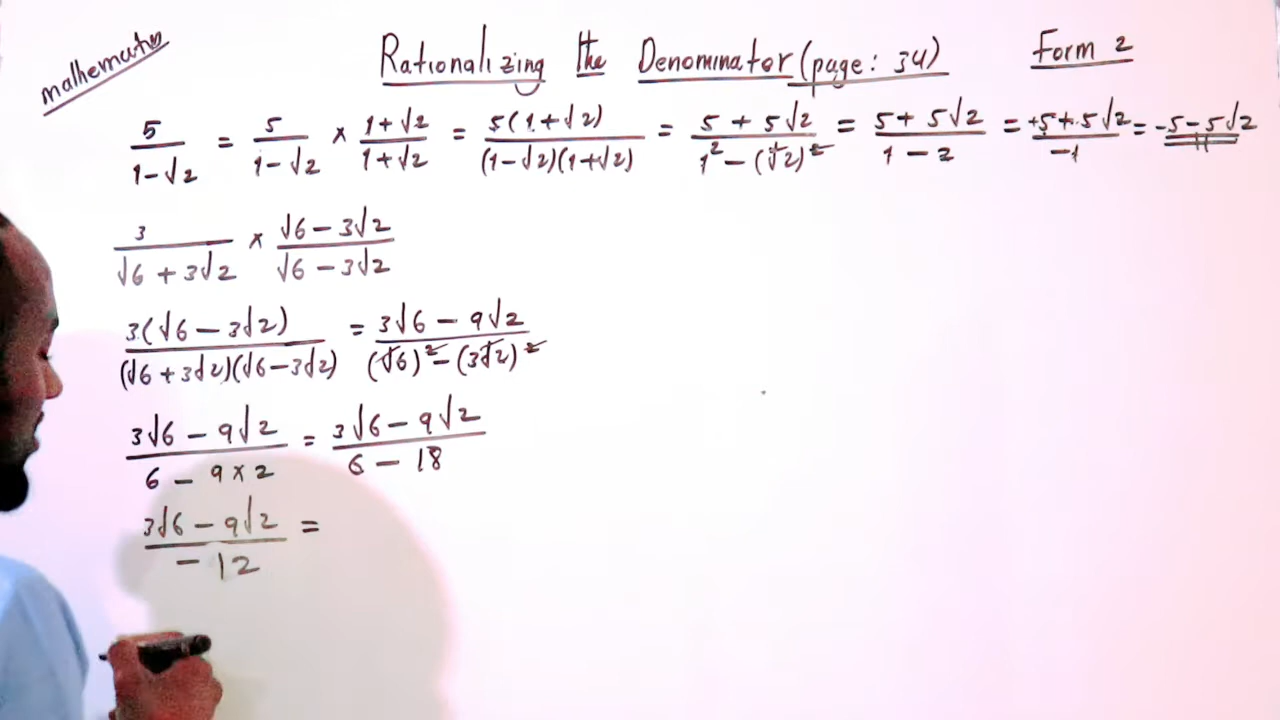 mathematics
Rationalizing the Denominator (page: 34) Form 2
5/(1-√2) = 5/(1-√2) × (1+√2)/(1+√2) = 5(1+√2)/((1-√2)(1+√2)) = (5+5√2)/(1²-(√2)²) = (5+5√2)/(1-2) = (+5+5√2)/(-1) = -5-5√2
3/(√6+3√2) × (√6-3√2)/(√6-3√2)
3(√6-3√2)/((√6+3√2)(√6-3√2)) = (3√6-9√2)/((√6)²-(3√2)²)
(3√6-9√2)/(6-9×2) = (3√6-9√2)/(6-18)
(3√6-9√2)/(-12) =